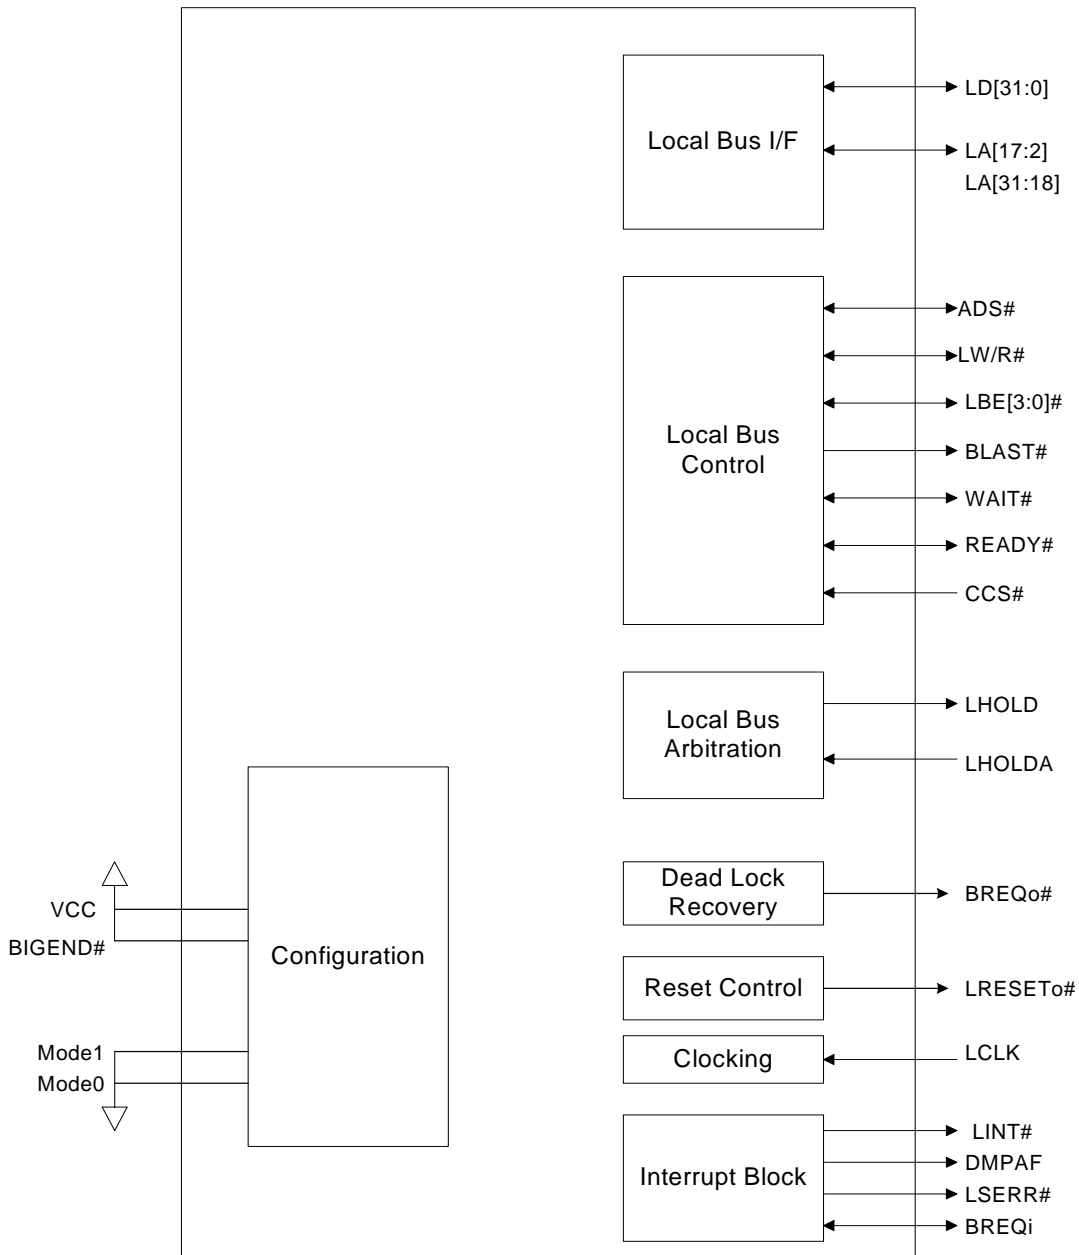 Local Bus I/F
LD[31:0]
LA[17:2]
LA[31:18]
Local Bus
Control
ADS#
LW/R#
LBE[3:0]#
BLAST#
WAIT#
READY#
CCS#
Local Bus
Arbitration
LHOLD
LHOLDA
Dead Lock
Recovery
BREQo#
Reset Control
LRESETo#
Clocking
LCLK
Interrupt Block
LINT#
DMPAF
LSERR#
BREQi
VCC
BIGEND#
Configuration
Mode1
Mode0